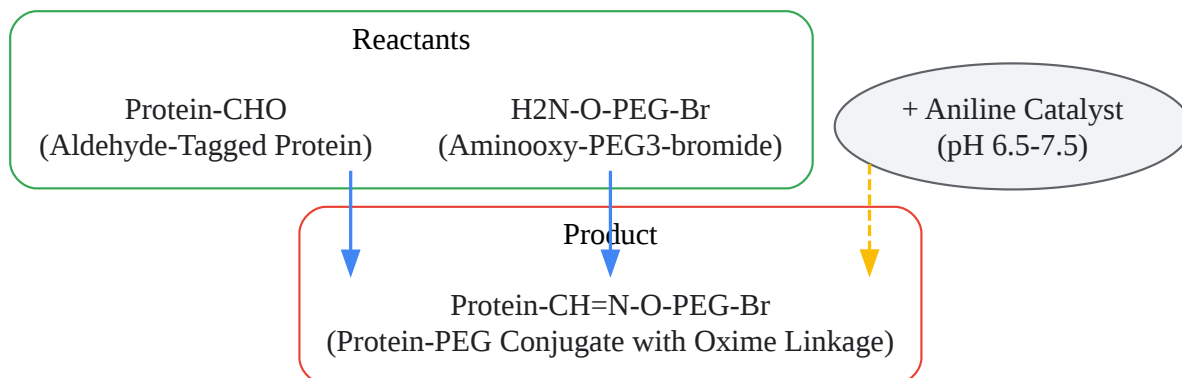 Reactants
Protein-CHO
(Aldehyde-Tagged Protein)
H2N-O-PEG-Br
(Aminooxy-PEG3-bromide)
+ Aniline Catalyst
(pH 6.5-7.5)
Product
Protein-CH=N-O-PEG-Br
(Protein-PEG Conjugate with Oxime Linkage)